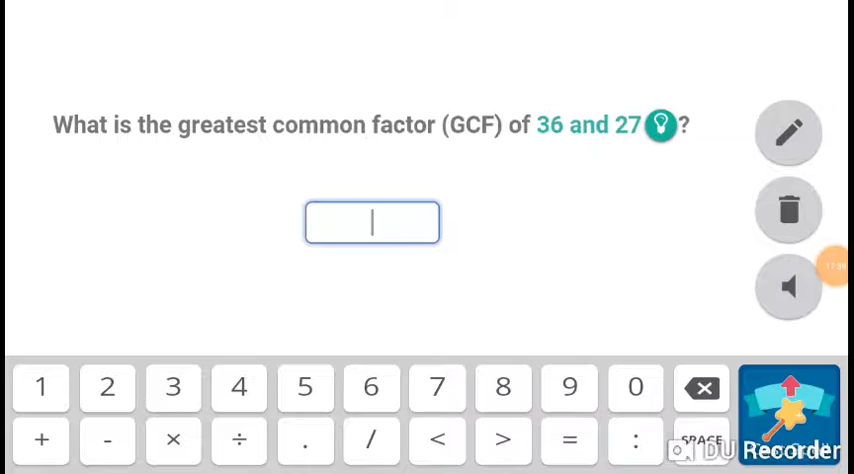 What is the greatest common factor (GCF) of 36 and 27 ?
1 2 3 4 5 6 7 8 9 0
+ - × ÷ . / < > = : SPACE
DU Recorder